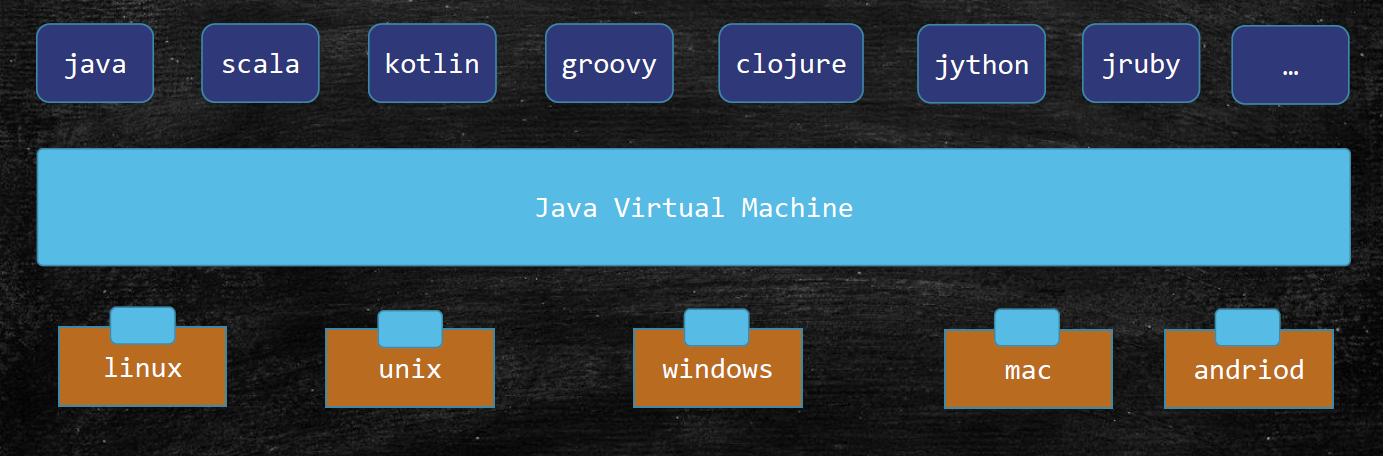 java scala kotlin groovy clojure jython jruby …
Java Virtual Machine
linux unix windows mac andriod